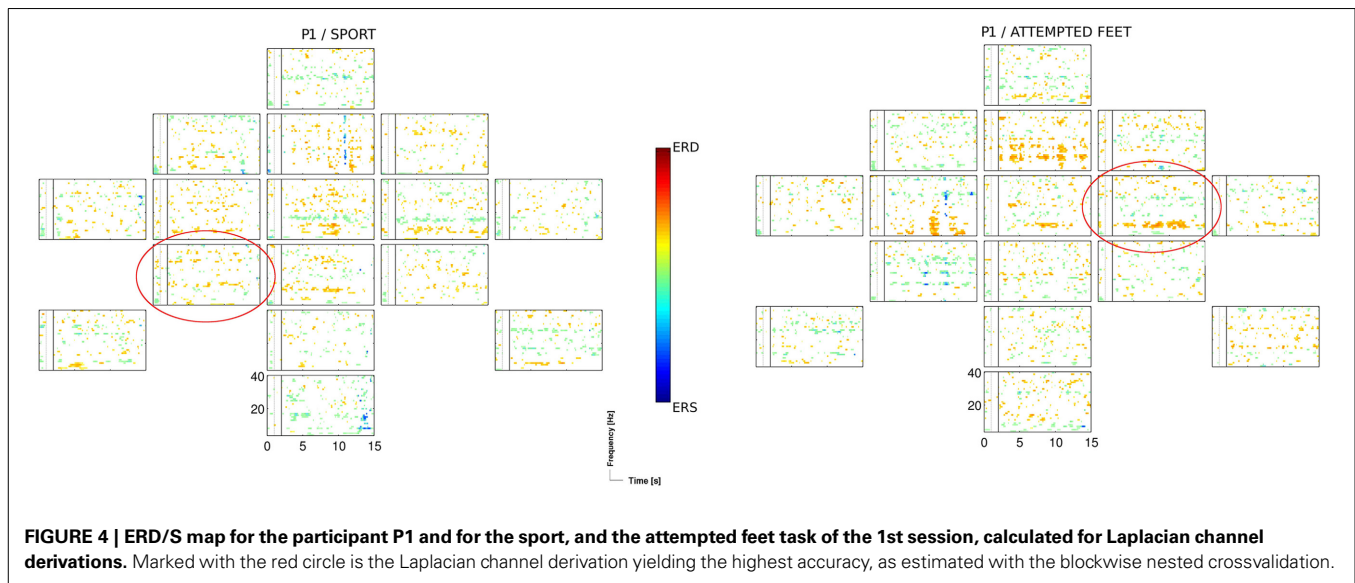 P1 / SPORT
P1 / ATTEMPTED FEET
ERD
ERS
40
20
0 5 10 15
Frequency [Hz]
Time [s]
40
20
0 5 10 15
FIGURE 4 | ERD/S map for the participant P1 and for the sport, and the attempted feet task of the 1st session, calculated for Laplacian channel
derivations. Marked with the red circle is the Laplacian channel derivation yielding the highest accuracy, as estimated with the blockwise nested crossvalidation.